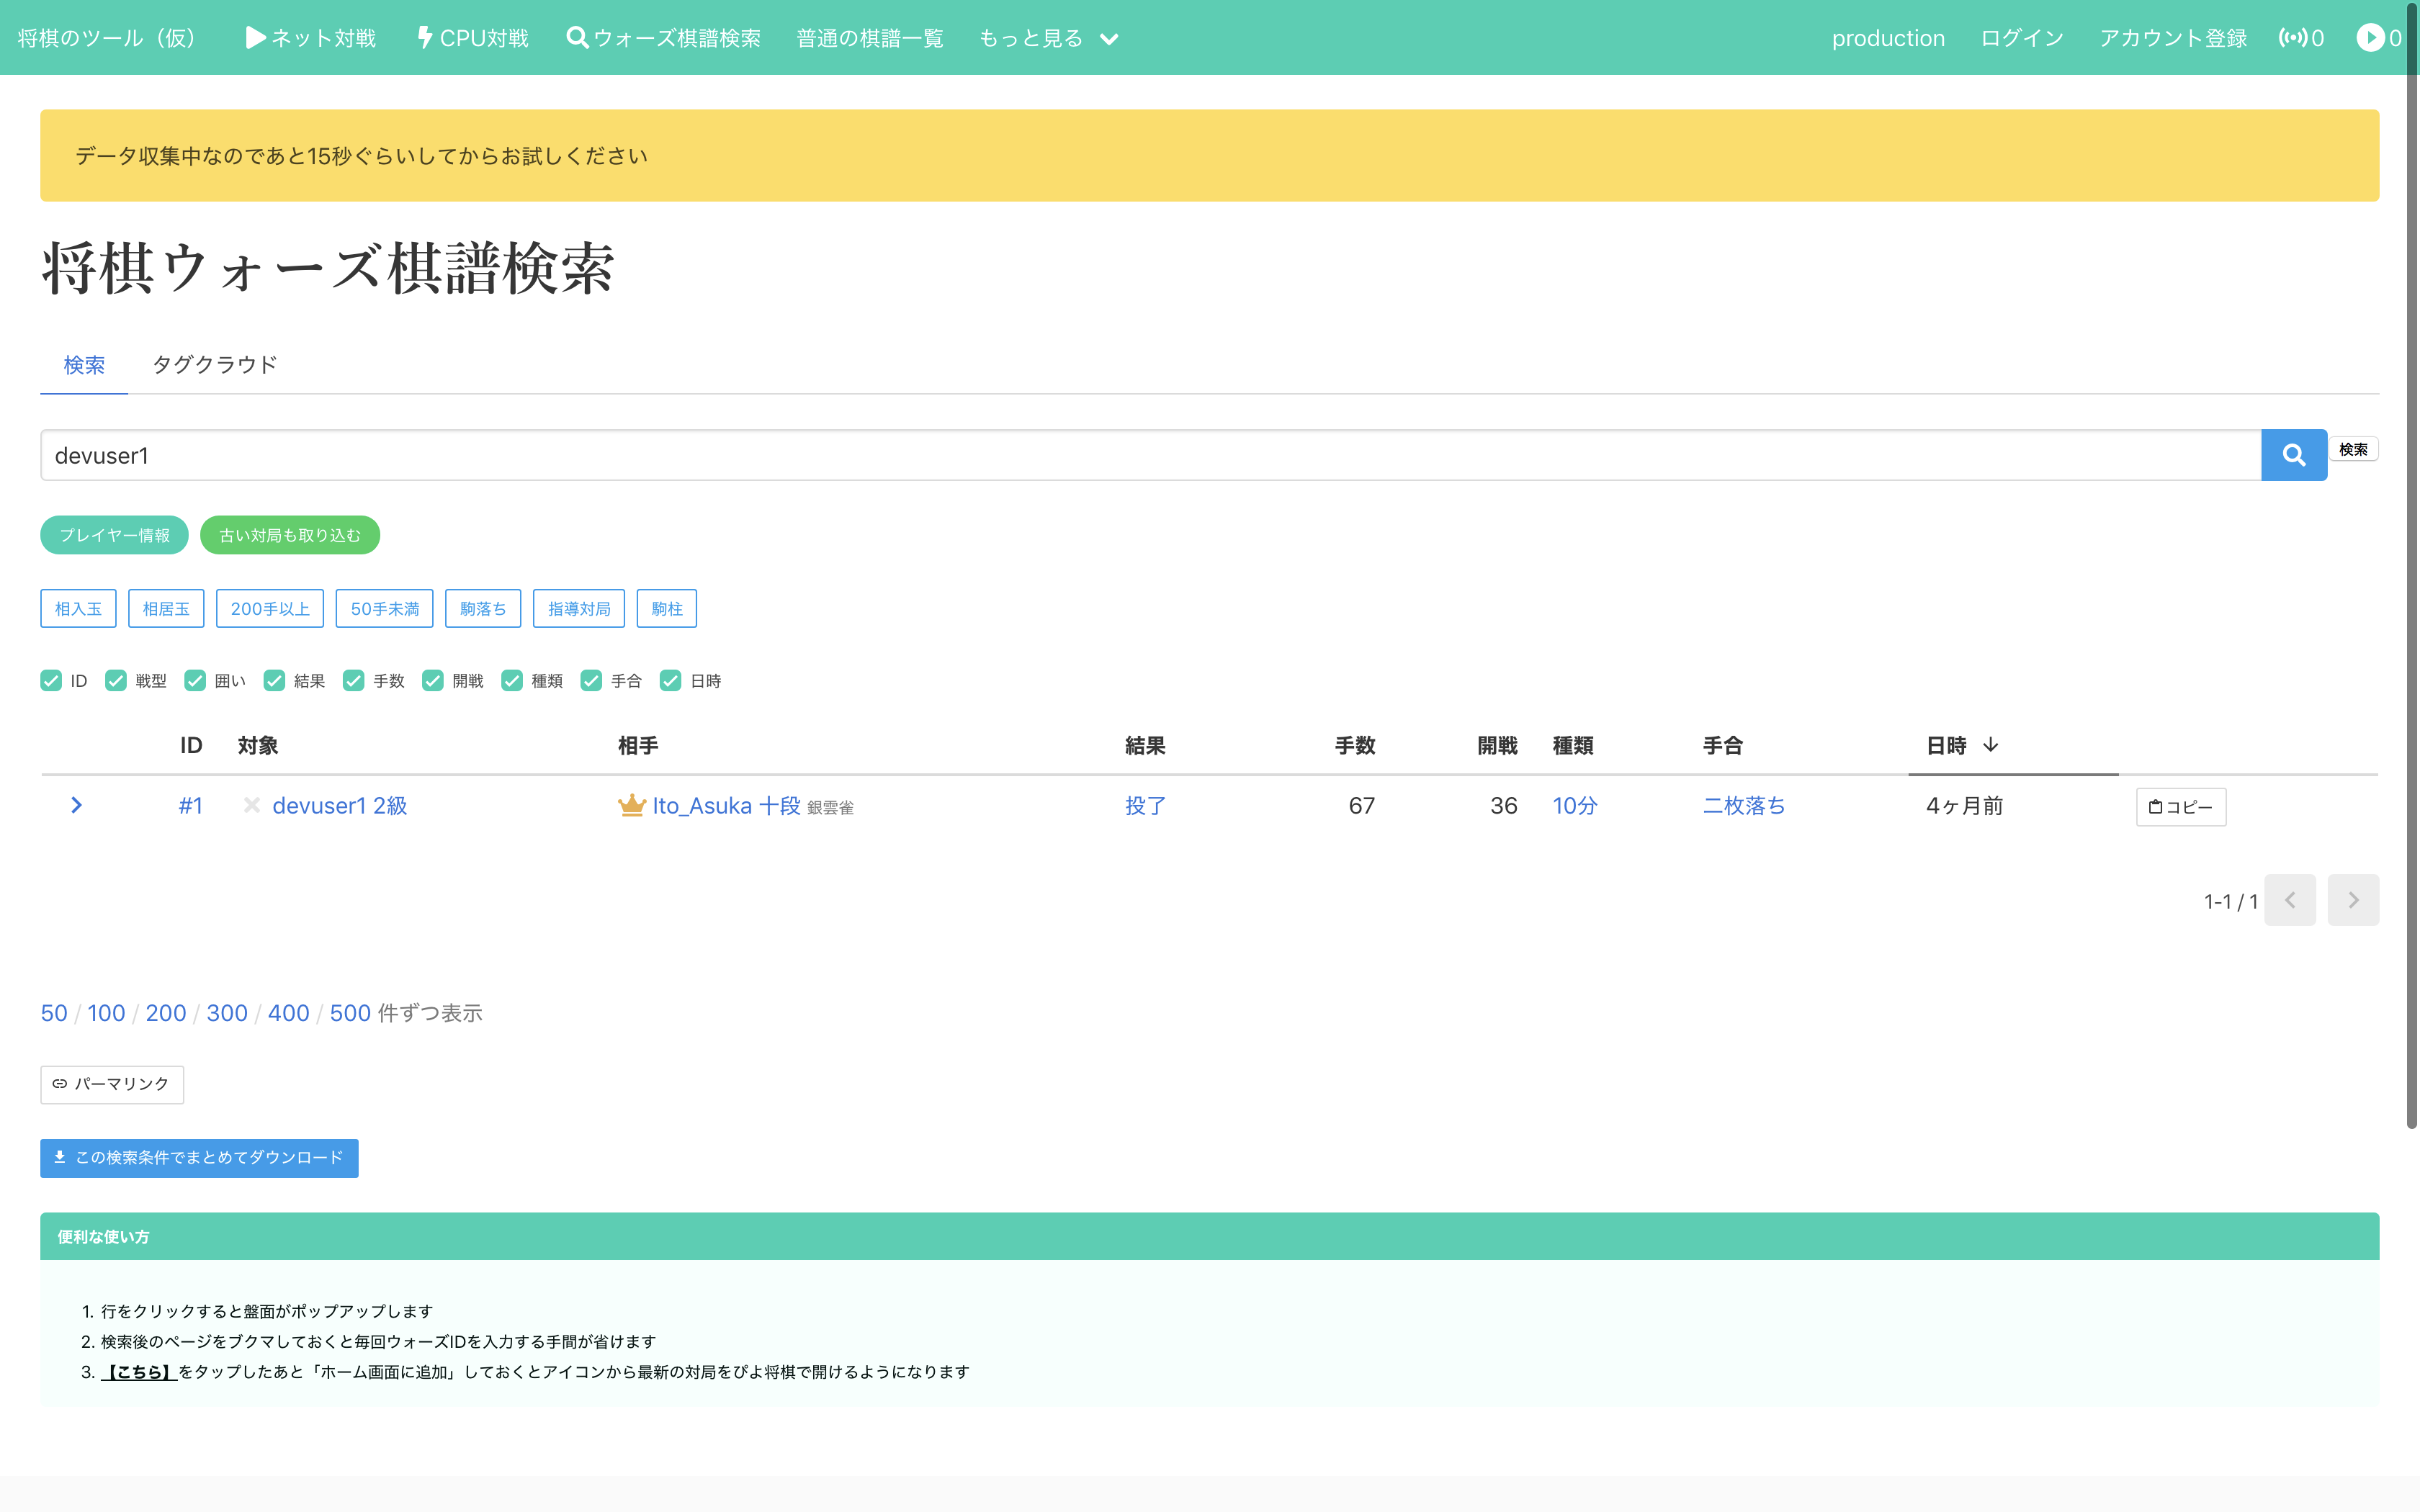 将棋のツール（仮） ネット対戦 CPU対戦 ウォーズ棋譜検索 普通の棋譜一覧 もっと見る production ログイン アカウント登録 0 0
データ収集中なのであと15秒ぐらいしてからお試しください
将棋ウォーズ棋譜検索
検索 タグクラウド
devuser1 検索
プレイヤー情報 古い対局も取り込む
相入玉 相居玉 200手以上 50手未満 駒落ち 指導対局 駒柱
ID 戦型 囲い 結果 手数 開戦 種類 手合 日時
ID 対象 相手 結果 手数 開戦 種類 手合 日時
#1 devuser1 2級 Ito_Asuka 十段 銀雲雀 投了 67 36 10分 二枚落ち 4ヶ月前 コピー
1-1 / 1
50 / 100 / 200 / 300 / 400 / 500 件ずつ表示
パーマリンク
この検索条件でまとめてダウンロード
便利な使い方
1. 行をクリックすると盤面がポップアップします
2. 検索後のページをブクマしておくと毎回ウォーズIDを入力する手間が省けます
3. 【こちら】をタップしたあと「ホーム画面に追加」しておくとアイコンから最新の対局をぴよ将棋で開けるようになります